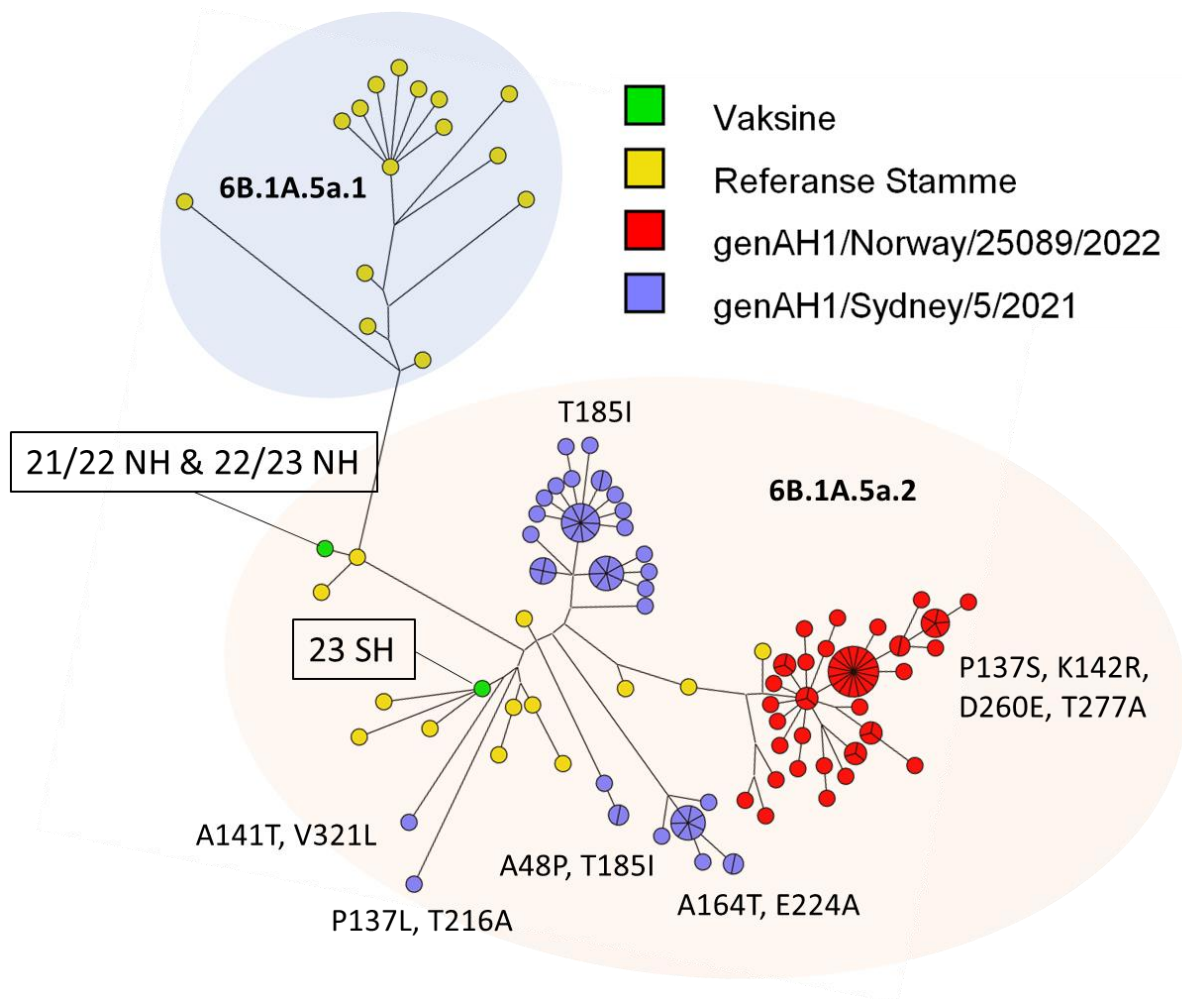 Vaksine
Referanse Stamme
genAH1/Norway/25089/2022
genAH1/Sydney/5/2021
6B.1A.5a.1
T185I
21/22 NH & 22/23 NH
6B.1A.5a.2
23 SH
P137S, K142R,
D260E, T277A
A141T, V321L
A48P, T185I
A164T, E224A
P137L, T216A